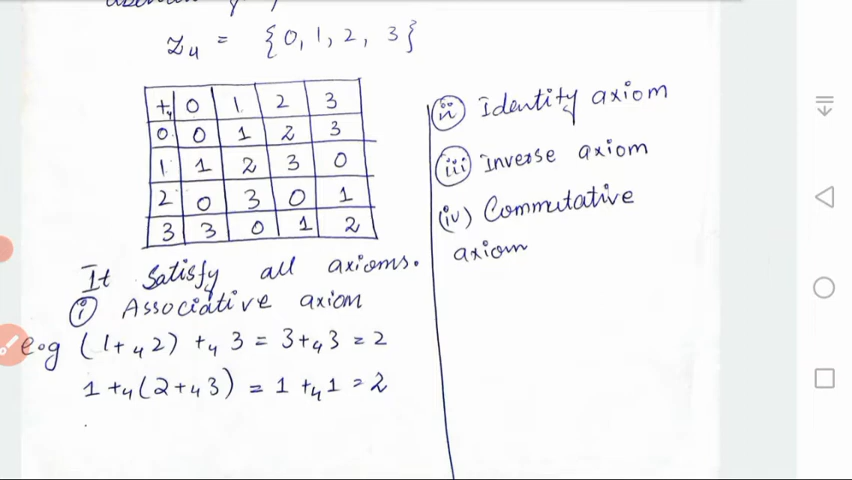 Z₄ = {0, 1, 2, 3}
+₄ 0 1 2 3
0 0 1 2 3
1 1 2 3 0
2 0 3 0 1
3 3 0 1 2
It Satisfy all axioms.
(i) Associative axiom
e.g (1 +₄ 2) +₄ 3 = 3 +₄ 3 = 2
1 +₄ (2 +₄ 3) = 1 +₄ 1 = 2
(ii) Identity axiom
(iii) Inverse axiom
(iv) Commutative
axiom